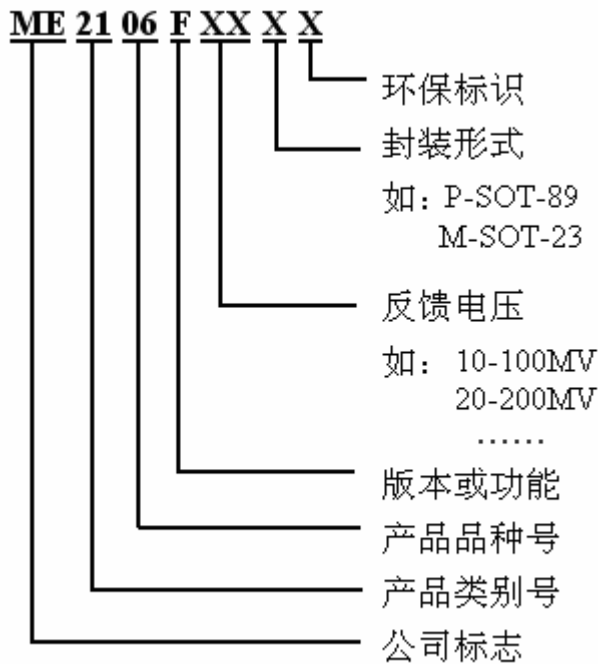 ME 21 06 F XX X X
环保标识
封装形式
如：P-SOT-89
M-SOT-23
反馈电压
如： 10-100MV
20-200MV
……
版本或功能
产品品种号
产品类别号
公司标志